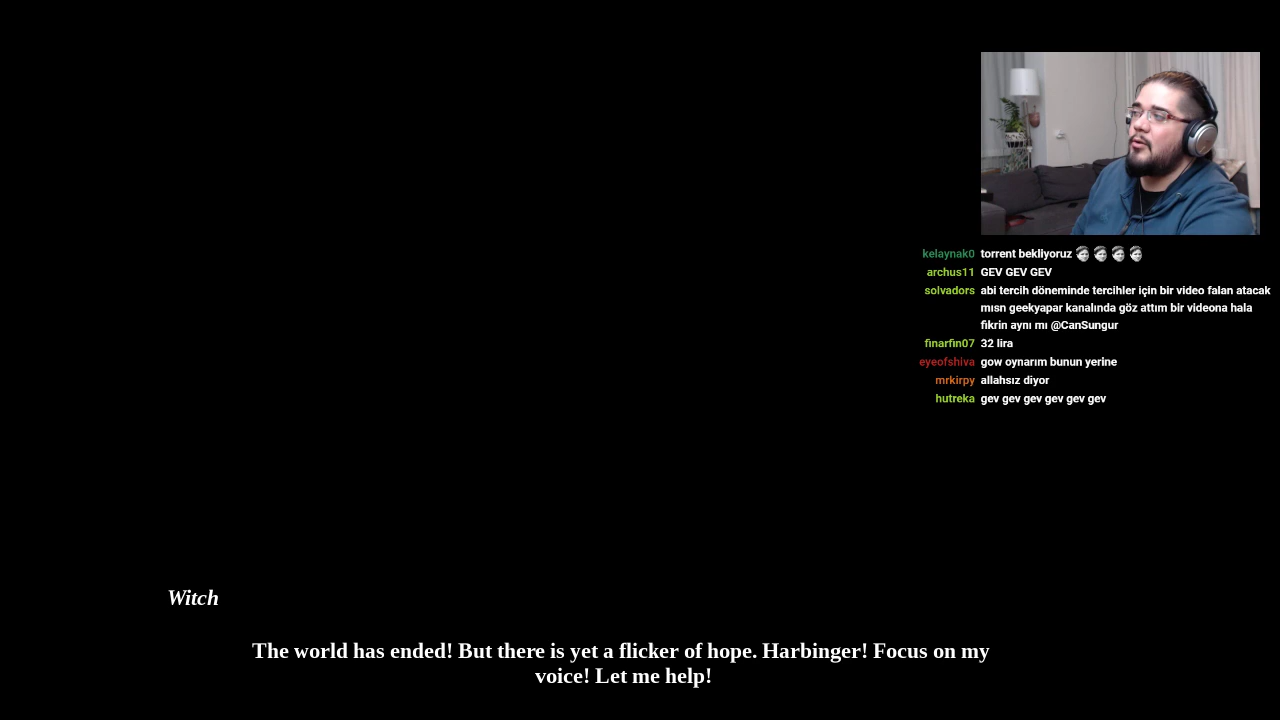 kelaynak0 torrent bekliyoruz
archus11 GEV GEV GEV
solvadors abi tercih döneminde tercihler için bir video falan atacak
mısn geekyapar kanalında göz attım bir videona hala
fikrin aynı mı @CanSungur
finarfin07 32 lira
eyeofshiva gow oynarım bunun yerine
mrkirpy allahsız diyor
hutreka gev gev gev gev gev gev
Witch
The world has ended! But there is yet a flicker of hope. Harbinger! Focus on my
voice! Let me help!